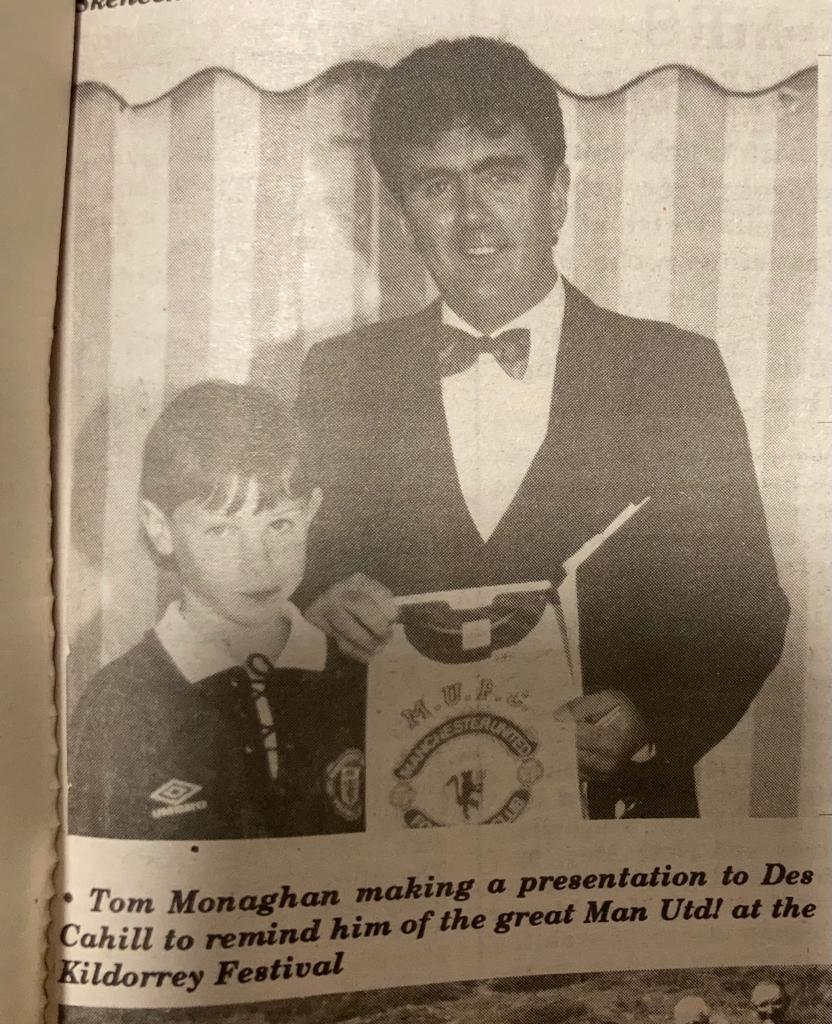 UMBRO
M.U.F.C.
MANCHESTER UNITED
• Tom Monaghan making a presentation to Des
Cahill to remind him of the great Man Utd! at the
Kildorrey Festival